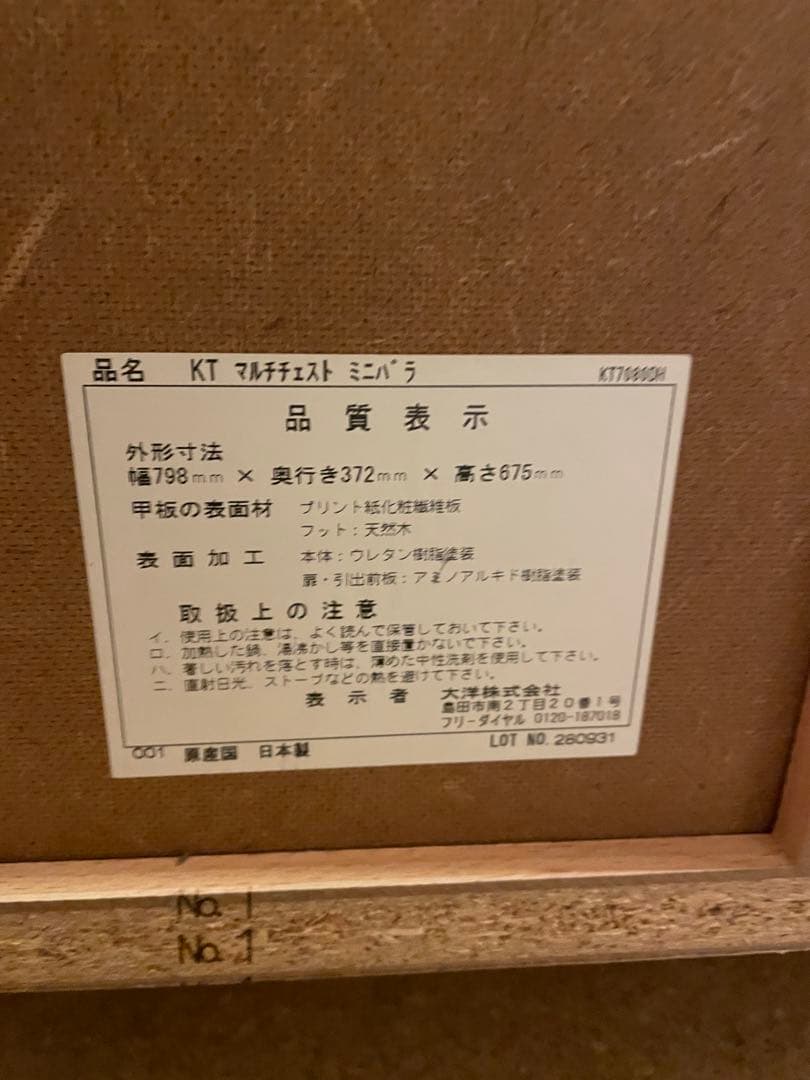 品名 KT マルチチェスト ミニバラ KT7080DH
品質表示
外形寸法
幅798mm × 奥行き372mm × 高さ675mm
甲板の表面材 プリント紙化粧繊維板
フット:天然木
表面加工 本体:ウレタン樹脂塗装
扉・引出前板:アミノアルキド樹脂塗装
取扱上の注意
イ．使用上の注意は、よく読んで保管しておいて下さい。
ロ．加熱した鍋、湯沸かし等を直接置かないで下さい。
ハ．著しい汚れを落とす時は、薄めた中性洗剤を使用して下さい。
ニ．直射日光、ストーブなどの熱を避けて下さい。
表示者 大洋株式会社
島田市南2丁目20番1号
フリーダイヤル 0120-187018
001 原産国 日本製 LOT NO. 280931
No. 1
No. 1